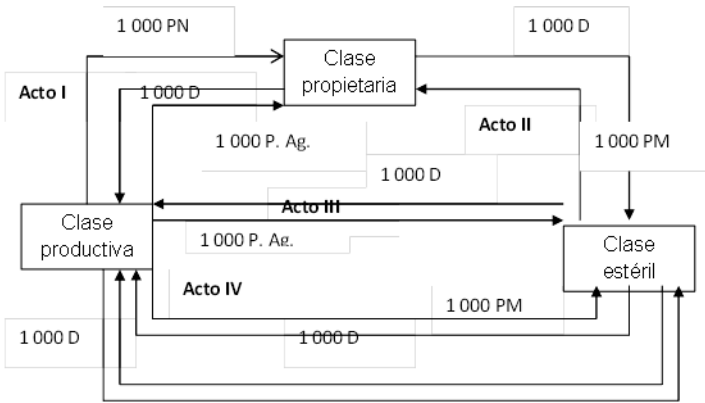 1 000 PN
1 000 D
Clase
propietaria
Acto I
1 000 D
Acto II
1 000 P. Ag.
1 000 PM
1 000 D
Clase
productiva
Acto III
1 000 P. Ag.
Clase
estéril
Acto IV
1 000 PM
1 000 D
1 000 D